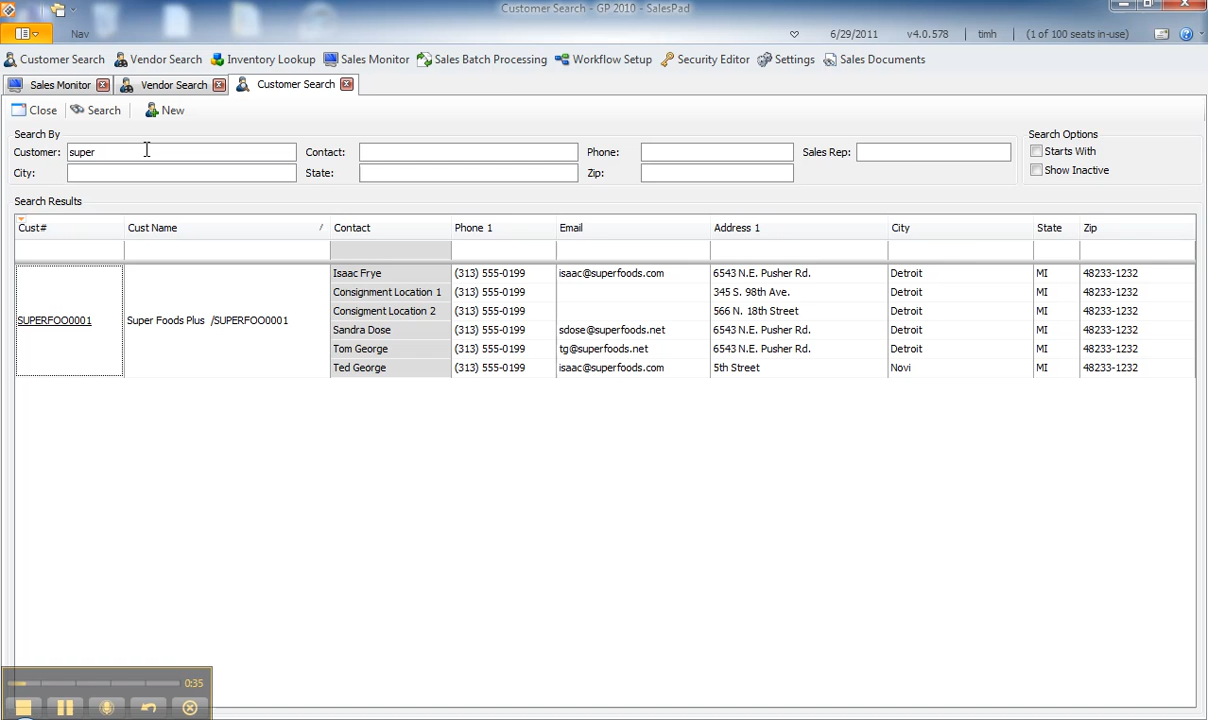 Customer Search - GP 2010 - SalesPad
Nav 6/29/2011 v4.0.578 timh (1 of 100 seats in-use)
Customer Search Vendor Search Inventory Lookup Sales Monitor Sales Batch Processing Workflow Setup Security Editor Settings Sales Documents
Sales Monitor Vendor Search Customer Search
Close Search New
Search By Search Options
Customer: super Contact: Phone: Sales Rep: Starts With
City: State: Zip: Show Inactive
Search Results
Cust# Cust Name / Contact Phone 1 Email Address 1 City State Zip
Isaac Frye (313) 555-0199 isaac@superfoods.com 6543 N.E. Pusher Rd. Detroit MI 48233-1232
Consignment Location 1 (313) 555-0199 345 S. 98th Ave. Detroit MI 48233-1232
Consigment Location 2 (313) 555-0199 566 N. 18th Street Detroit MI 48233-1232
SUPERFOO0001 Super Foods Plus /SUPERFOO0001
Sandra Dose (313) 555-0199 sdose@superfoods.net 6543 N.E. Pusher Rd. Detroit MI 48233-1232
Tom George (313) 555-0199 tg@superfoods.net 6543 N.E. Pusher Rd. Detroit MI 48233-1232
Ted George (313) 555-0199 isaac@superfoods.com 5th Street Novi MI 48233-1232
0:35